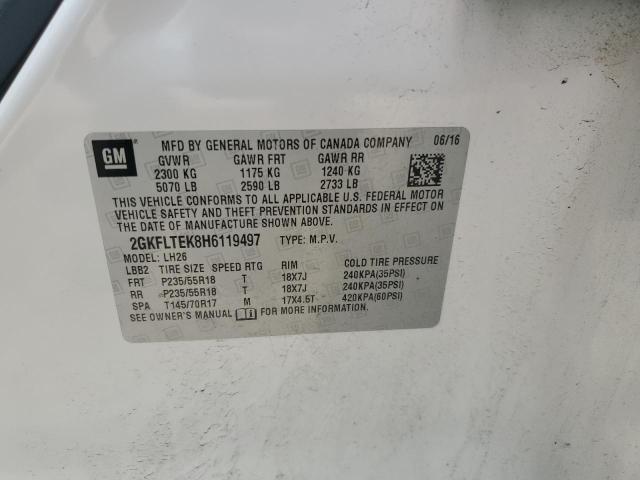 GM
MFD BY GENERAL MOTORS OF CANADA COMPANY 06/16
GVWR GAWR FRT GAWR RR
2300 KG 1175 KG 1240 KG
5070 LB 2590 LB 2733 LB
THIS VEHICLE CONFORMS TO ALL APPLICABLE U.S. FEDERAL MOTOR
VEHICLE SAFETY AND THEFT PREVENTION STANDARDS IN EFFECT ON
THE DATE OF MANUFACTURE SHOWN ABOVE.
2GKFLTEK8H6119497 TYPE: M.P.V.
MODEL: LH26
LBB2 TIRE SIZE SPEED RTG RIM COLD TIRE PRESSURE
FRT P235/55R18 T 18X7J 240KPA(35PSI)
RR P235/55R18 T 18X7J 240KPA(35PSI)
SPA T145/70R17 M 17X4.5T 420KPA(60PSI)
SEE OWNER'S MANUAL FOR MORE INFORMATION.